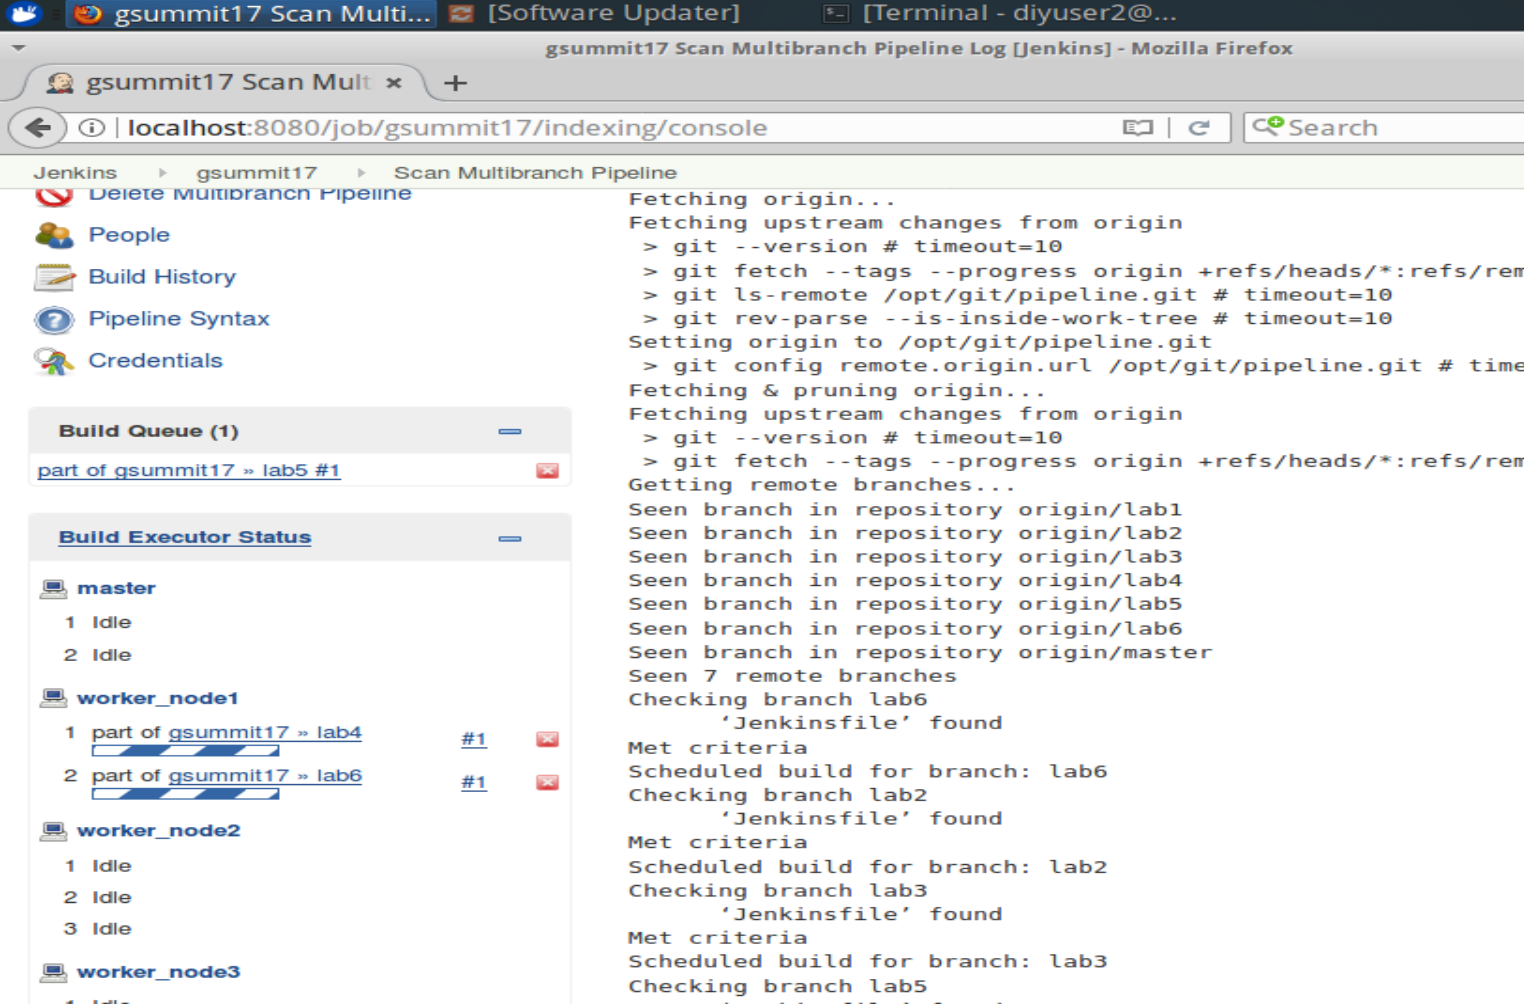 gsummit17 Scan Multi...
[Software Updater]
[Terminal - diyuser2@...
gsummit17 Scan Multibranch Pipeline Log [Jenkins] - Mozilla Firefox
gsummit17 Scan Mult
localhost:8080/job/gsummit17/indexing/console
Search
Jenkins
gsummit17
Scan Multibranch Pipeline
Delete Multibranch Pipeline
People
Build History
Pipeline Syntax
Credentials
Build Queue (1)
part of gsummit17 » lab5 #1
Build Executor Status
master
1 Idle
2 Idle
worker_node1
1 part of gsummit17 » lab4 #1
2 part of gsummit17 » lab6 #1
worker_node2
1 Idle
2 Idle
3 Idle
worker_node3
1 Idle
Fetching origin...
Fetching upstream changes from origin
> git --version # timeout=10
> git fetch --tags --progress origin +refs/heads/*:refs/rem
> git ls-remote /opt/git/pipeline.git # timeout=10
> git rev-parse --is-inside-work-tree # timeout=10
Setting origin to /opt/git/pipeline.git
> git config remote.origin.url /opt/git/pipeline.git # time
Fetching & pruning origin...
Fetching upstream changes from origin
> git --version # timeout=10
> git fetch --tags --progress origin +refs/heads/*:refs/rem
Getting remote branches...
Seen branch in repository origin/lab1
Seen branch in repository origin/lab2
Seen branch in repository origin/lab3
Seen branch in repository origin/lab4
Seen branch in repository origin/lab5
Seen branch in repository origin/lab6
Seen branch in repository origin/master
Seen 7 remote branches
Checking branch lab6
‘Jenkinsfile’ found
Met criteria
Scheduled build for branch: lab6
Checking branch lab2
‘Jenkinsfile’ found
Met criteria
Scheduled build for branch: lab2
Checking branch lab3
‘Jenkinsfile’ found
Met criteria
Scheduled build for branch: lab3
Checking branch lab5